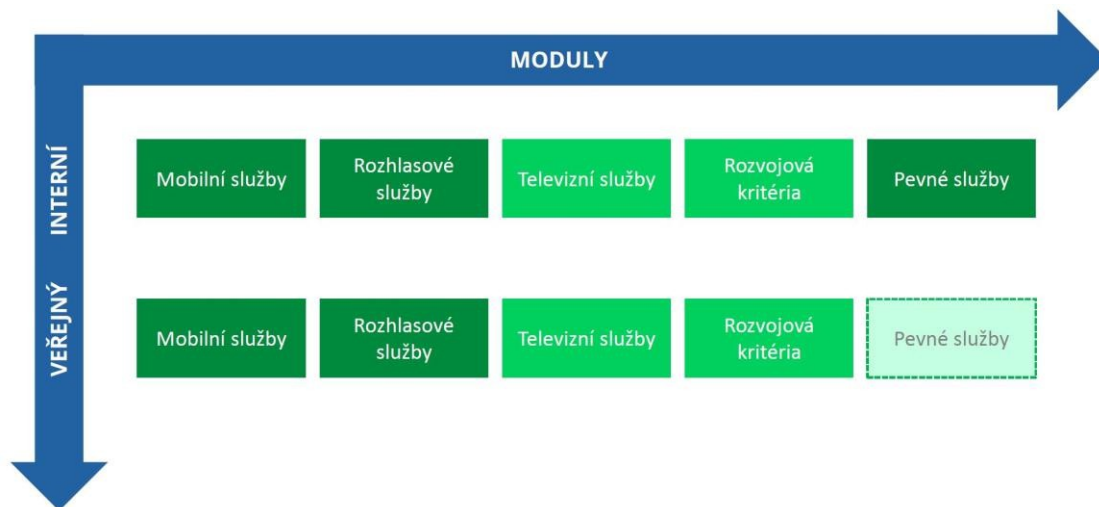 MODULY
INTERNÍ
Mobilní služby
Rozhlasové
služby
Televizní služby
Rozvojová
kritéria
Pevné služby
VEŘEJNÝ
Mobilní služby
Rozhlasové
služby
Televizní služby
Rozvojová
kritéria
Pevné služby